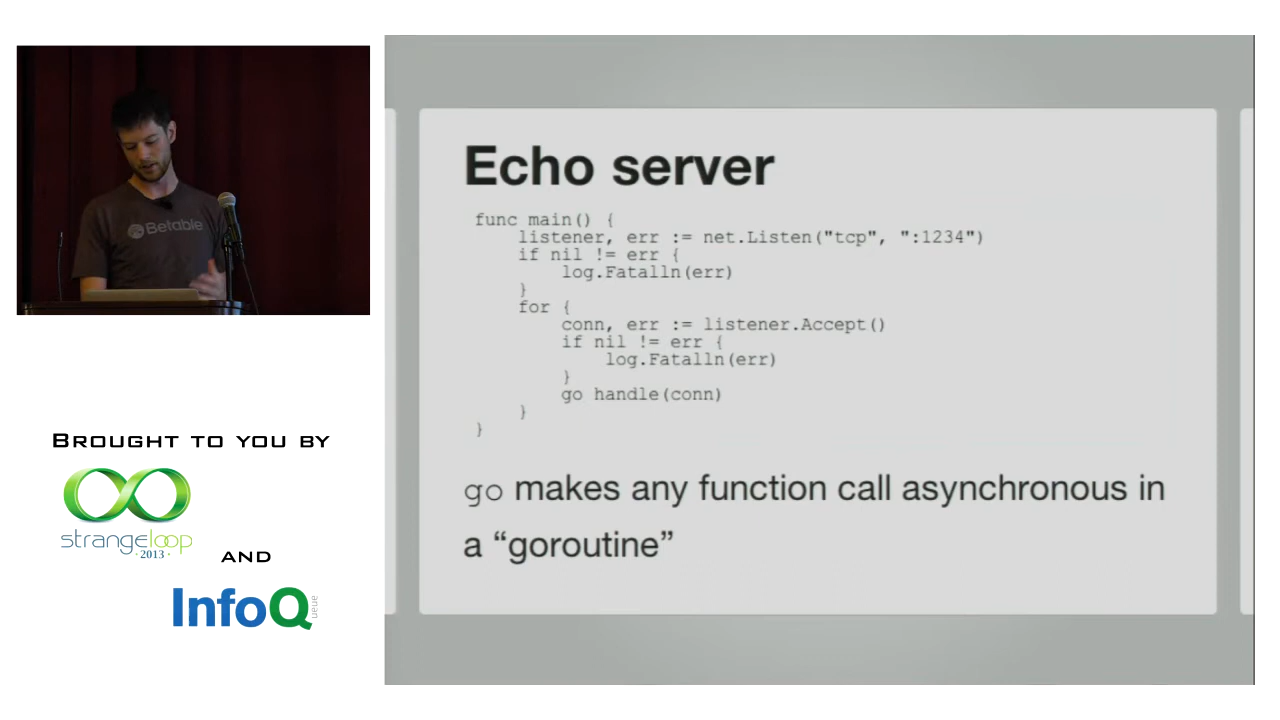 Betable
Echo server
func main() {
    listener, err := net.Listen("tcp", ":1234")
    if nil != err {
        log.Fatalln(err)
    }
    for {
        conn, err := listener.Accept()
        if nil != err {
            log.Fatalln(err)
        }
        go handle(conn)
    }
}
go makes any function call asynchronous in
a “goroutine”
BROUGHT TO YOU BY
strangeloop
· 2013 ·
AND
InfoQ